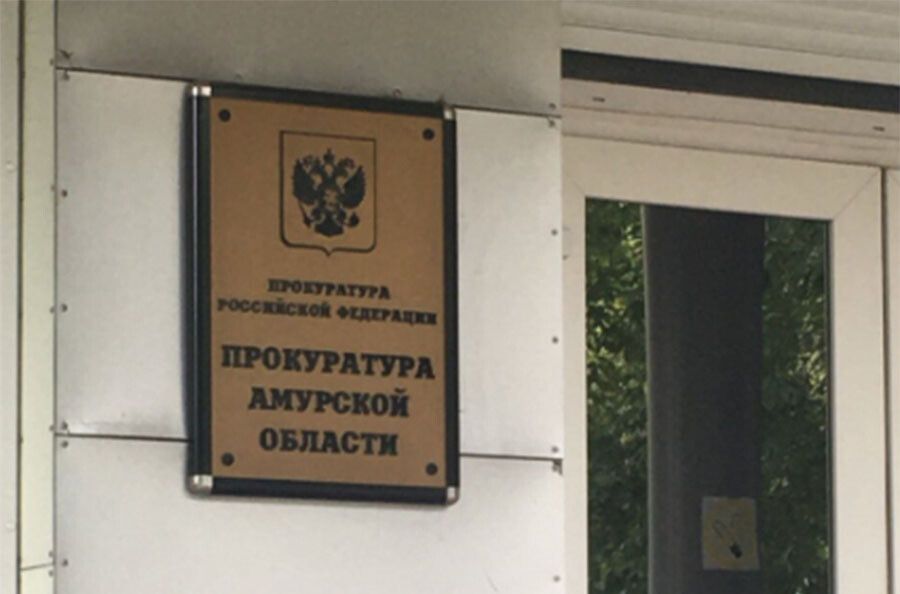 ПРОКУРАТУРА
РОССИЙСКОЙ ФЕДЕРАЦИИ
ПРОКУРАТУРА
АМУРСКОЙ
ОБЛАСТИ